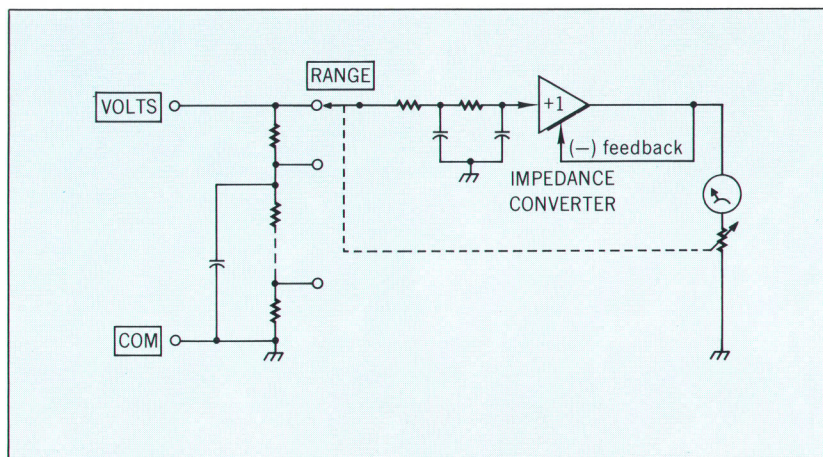 RANGE
VOLTS
+1
(—) feedback
IMPEDANCE
CONVERTER
COM